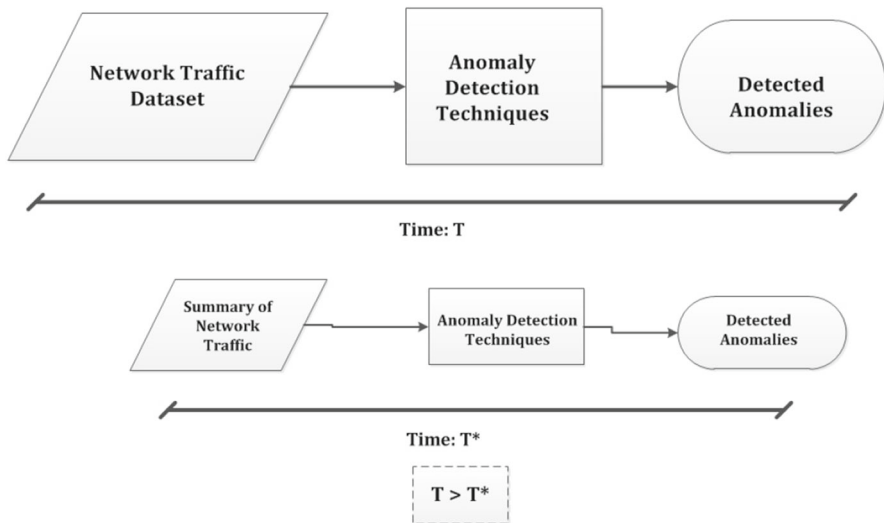 Network Traffic
Dataset
Anomaly
Detection
Techniques
Detected
Anomalies
Time: T
Summary of
Network
Traffic
Anomaly Detection
Techniques
Detected
Anomalies
Time: T*
T > T*